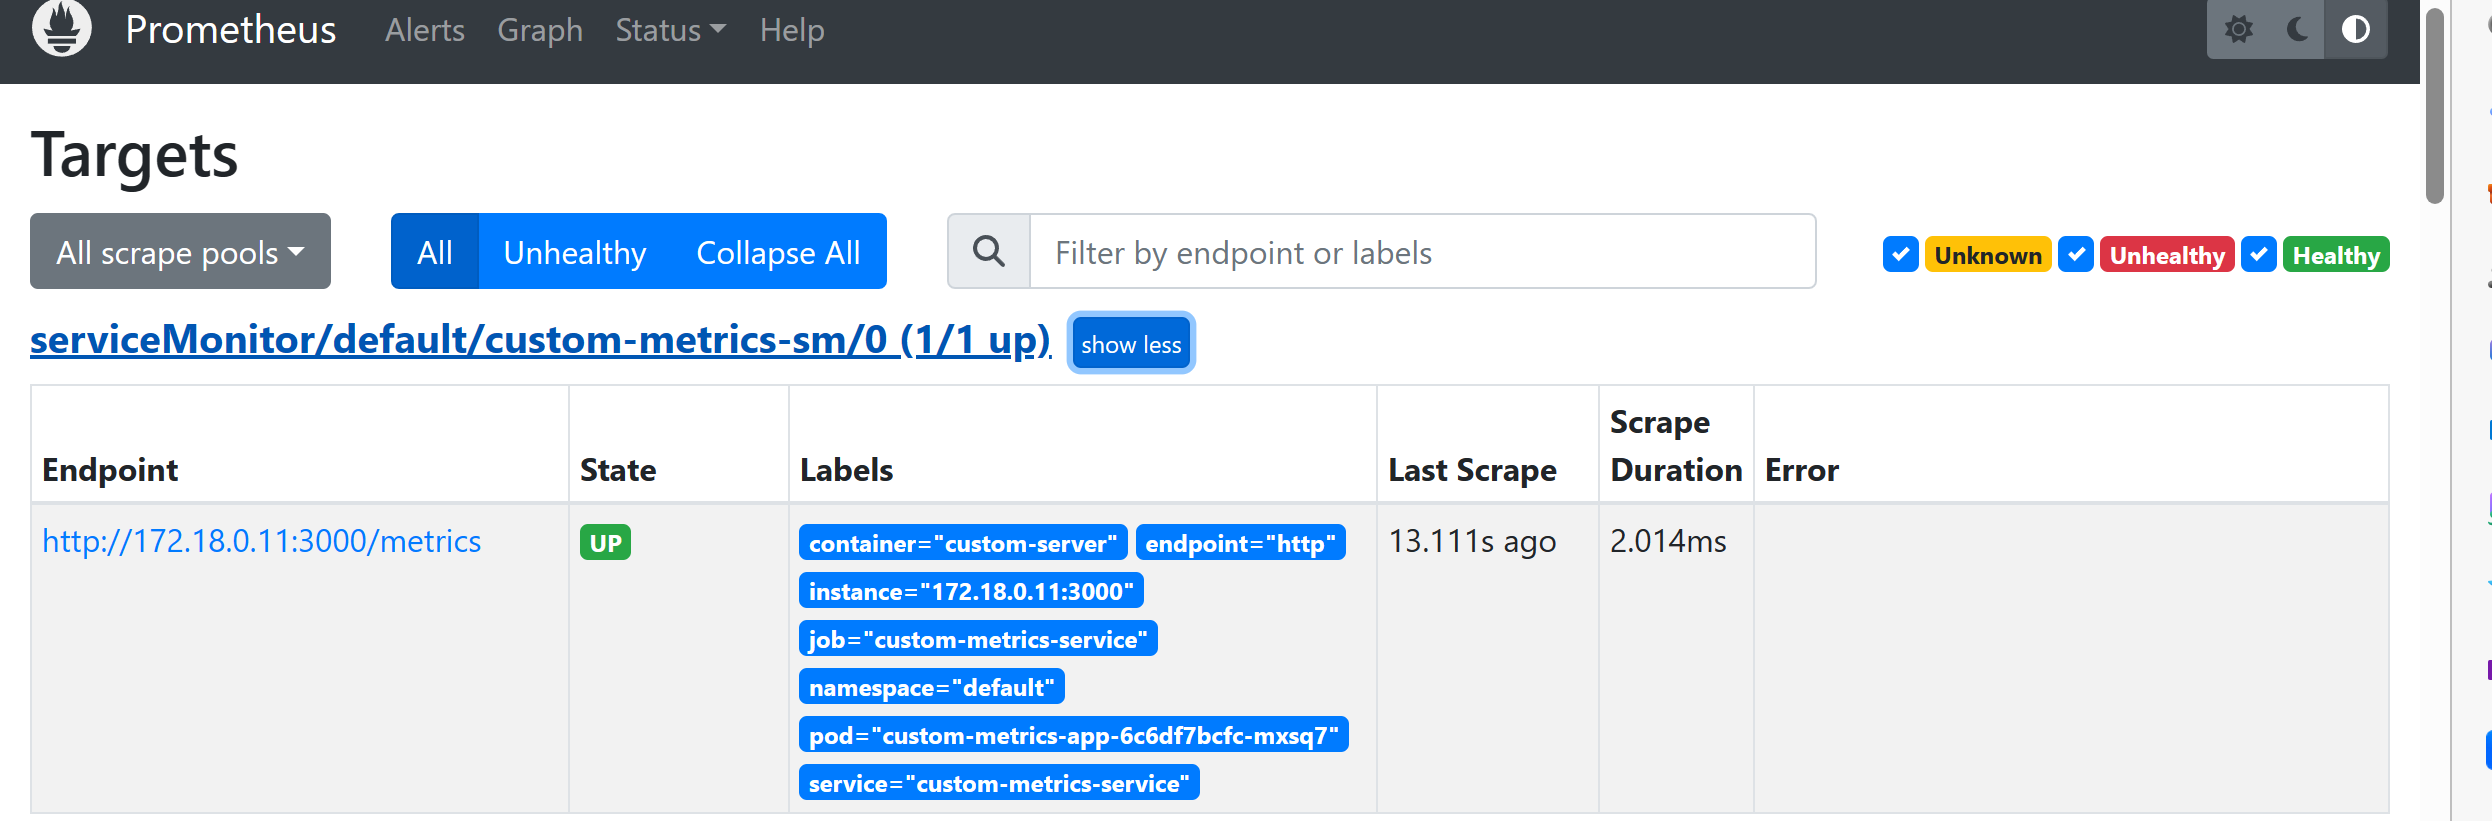 Prometheus Alerts Graph Status Help
Targets
All scrape pools All Unhealthy Collapse All Filter by endpoint or labels Unknown Unhealthy Healthy
serviceMonitor/default/custom-metrics-sm/0 (1/1 up) show less
Endpoint State Labels Last Scrape Scrape Duration Error
http://172.18.0.11:3000/metrics UP container="custom-server" endpoint="http" 13.111s ago 2.014ms
instance="172.18.0.11:3000"
job="custom-metrics-service"
namespace="default"
pod="custom-metrics-app-6c6df7bcfc-mxsq7"
service="custom-metrics-service"